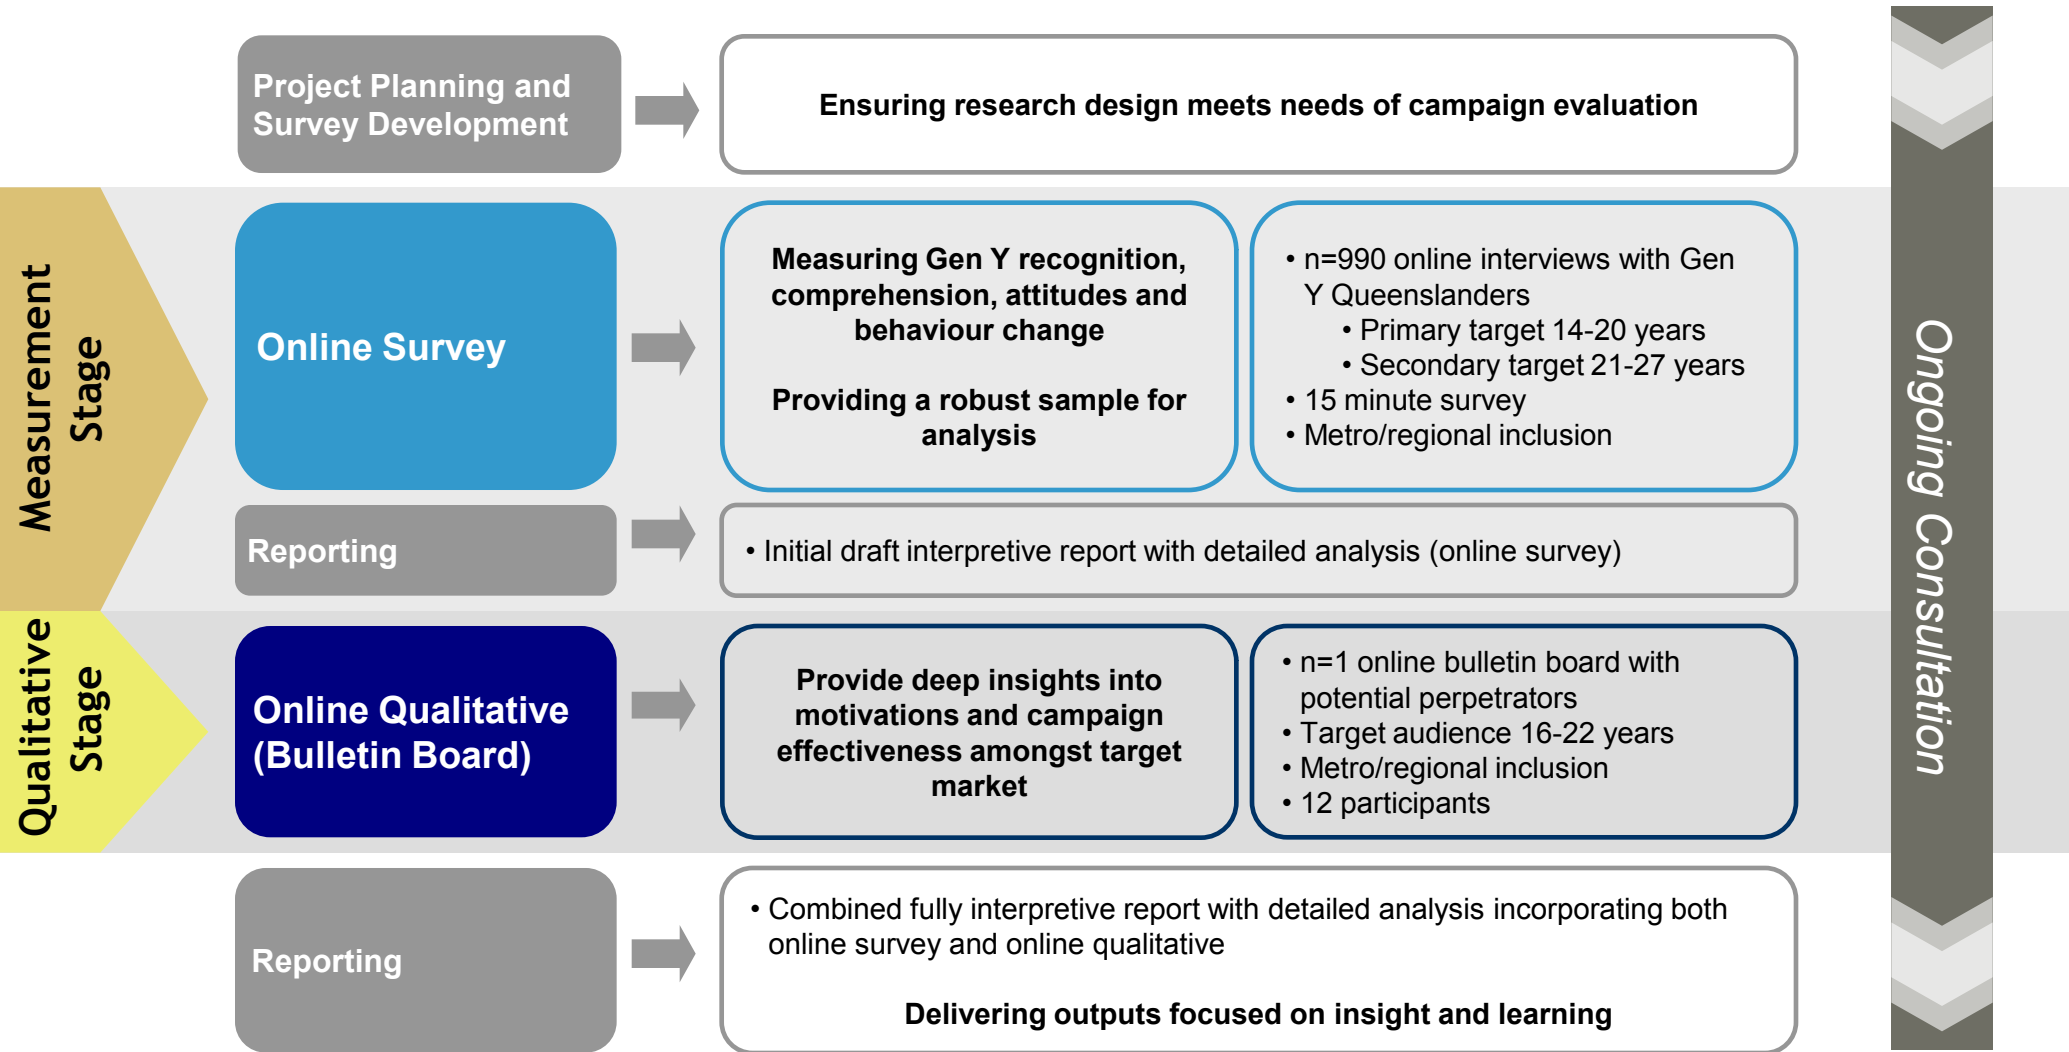 Project Planning and
Survey Development
Ensuring research design meets needs of campaign evaluation
Measurement
Stage
Online Survey
Measuring Gen Y recognition,
comprehension, attitudes and
behaviour change
Providing a robust sample for
analysis
• n=990 online interviews with Gen
Y Queenslanders
• Primary target 14-20 years
• Secondary target 21-27 years
• 15 minute survey
• Metro/regional inclusion
Reporting
• Initial draft interpretive report with detailed analysis (online survey)
Qualitative
Stage
Online Qualitative
(Bulletin Board)
Provide deep insights into
motivations and campaign
effectiveness amongst target
market
• n=1 online bulletin board with
potential perpetrators
• Target audience 16-22 years
• Metro/regional inclusion
• 12 participants
Reporting
• Combined fully interpretive report with detailed analysis incorporating both
online survey and online qualitative
Delivering outputs focused on insight and learning
Ongoing Consultation